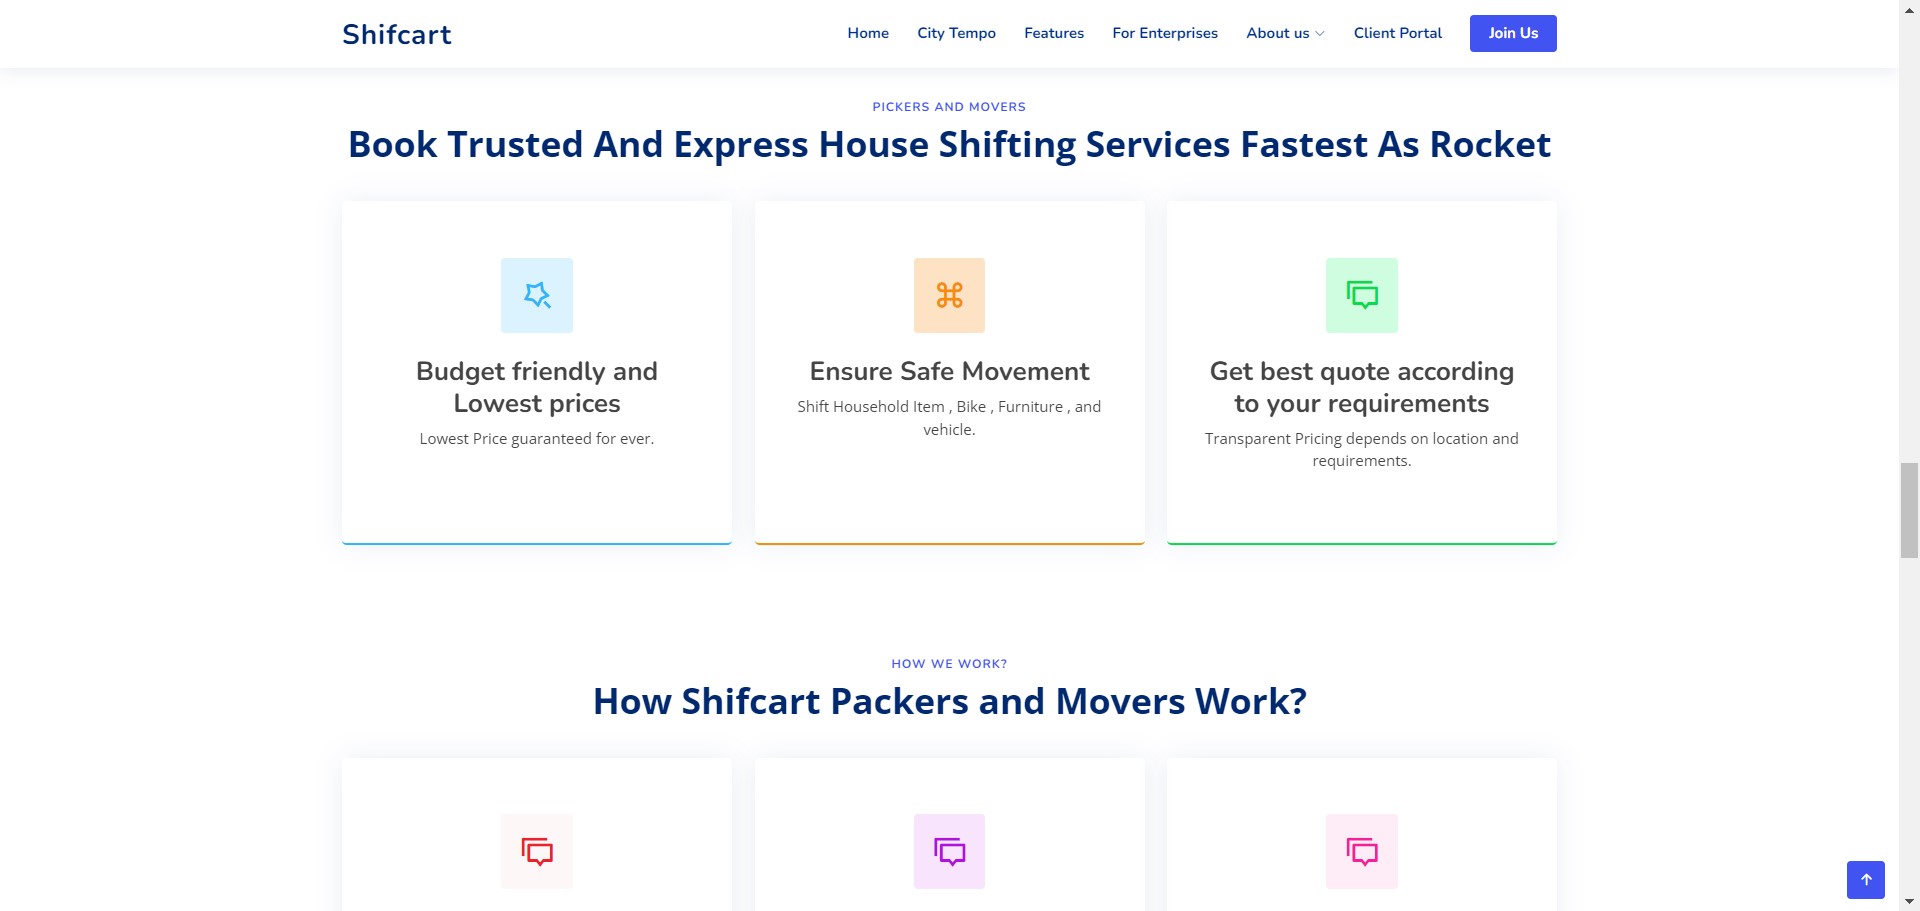 Shifcart
Home
City Tempo
Features
For Enterprises
About us
Client Portal
Join Us
PICKERS AND MOVERS
Book Trusted And Express House Shifting Services Fastest As Rocket
Budget friendly and
Lowest prices
Lowest Price guaranteed for ever.
Ensure Safe Movement
Shift Household Item , Bike , Furniture , and
vehicle.
Get best quote according
to your requirements
Transparent Pricing depends on location and
requirements.
HOW WE WORK?
How Shifcart Packers and Movers Work?